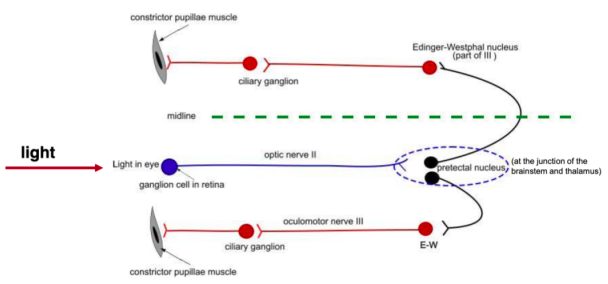 constrictor pupillae muscle
Edinger-Westphal nucleus
(part of III )
ciliary ganglion
midline
light
optic nerve II
Light in eye
pretectal nucleus
(at the junction of the
brainstem and thalamus)
ganglion cell in retina
oculomotor nerve III
ciliary ganglion
E-W
constrictor pupillae muscle